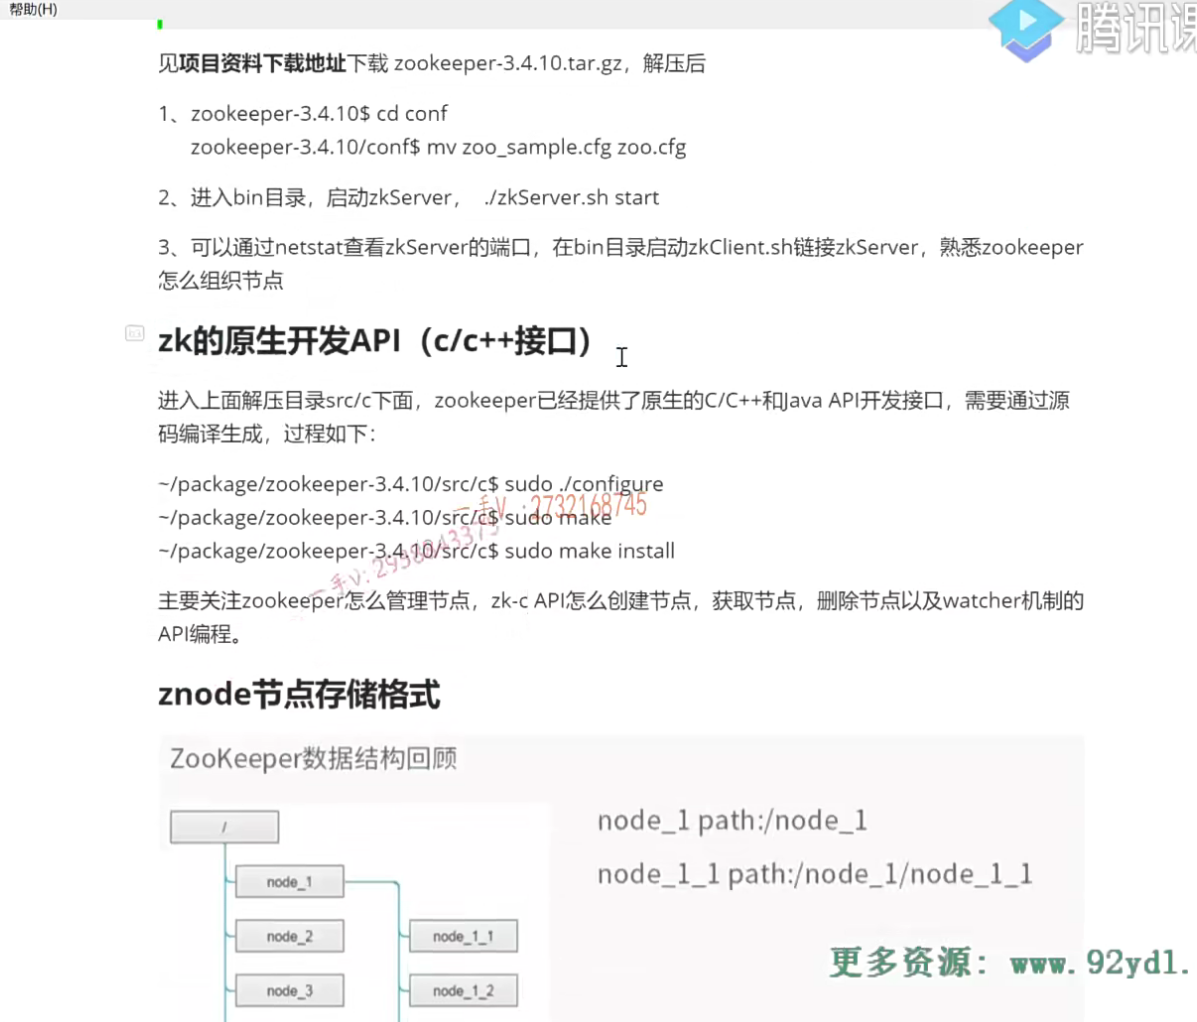 帮助(H)
腾讯课
见项目资料下载地址下载 zookeeper-3.4.10.tar.gz，解压后
1、zookeeper-3.4.10$ cd conf
zookeeper-3.4.10/conf$ mv zoo_sample.cfg zoo.cfg
2、进入bin目录，启动zkServer， ./zkServer.sh start
3、可以通过netstat查看zkServer的端口，在bin目录启动zkClient.sh链接zkServer，熟悉zookeeper
怎么组织节点
zk的原生开发API（c/c++接口）
进入上面解压目录src/c下面，zookeeper已经提供了原生的C/C++和Java API开发接口，需要通过源
码编译生成，过程如下：
~/package/zookeeper-3.4.10/src/c$ sudo ./configure
~/package/zookeeper-3.4.10/src/c$ sudo make
~/package/zookeeper-3.4.10/src/c$ sudo make install
一手V：2732168745
主要关注zookeeper怎么管理节点，zk-c API怎么创建节点，获取节点，删除节点以及watcher机制的
API编程。
znode节点存储格式
ZooKeeper数据结构回顾
/
node_1
node_2
node_3
node_1_1
node_1_2
node_1 path:/node_1
node_1_1 path:/node_1/node_1_1
更多资源：www.92yd1.